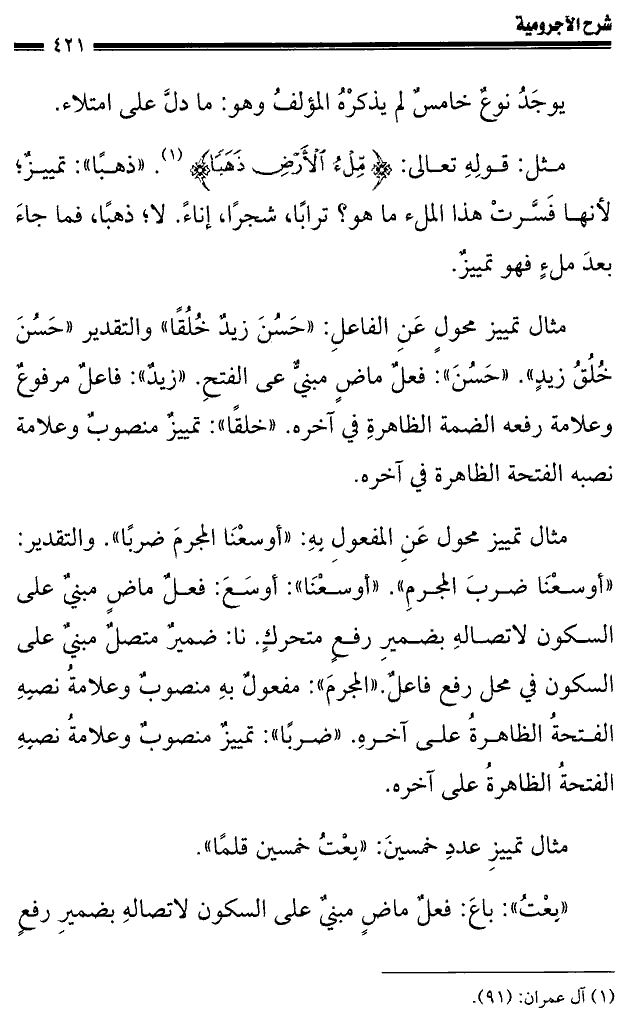 شرح الآجرومية
٤٢١
يوجَدُ نوعٌ خامسٌ لم يذكرْهُ المؤلفُ وهو: ما دلَّ على امتلاء.
مثل: قولِهِ تعالى: ﴿مِّلْءُ ٱلْأَرْضِ ذَهَبًا﴾ (١). «ذهبًا»: تمييزٌ؛
لأنها فَسَّرتْ هذا الملء ما هو؟ ترابًا، شجرًا، إناءً. لا؛ ذهبًا، فما جاءَ
بعدَ ملءٍ فهو تمييزٌ.
مثال تمييز محولٍ عَنِ الفاعلِ: «حَسُنَ زيدٌ خُلُقًا» والتقدير «حَسُنَ
خُلُقُ زيدٍ». «حَسُنَ»: فعلٌ ماضٍ مبنيٌّ عى الفتحِ. «زيدٌ»: فاعلٌ مرفوعٌ
وعلامة رفعه الضمة الظاهرةِ في آخره. «خلقًا»: تمييزٌ منصوبٌ وعلامة
نصبه الفتحة الظاهرة في آخره.
مثال تمييز محول عَنِ المفعولِ بِهِ: «أوسعْنَا المجرمَ ضربًا». والتقدير:
«أوسعْنَا ضربَ المجرمِ». «أوسعْنَا»: أوسَعَ: فعلٌ ماضٍ مبنيٌ على
السكون لاتصالهِ بضميرِ رفعٍ متحركٍ. نا: ضميرٌ متصلٌ مبنيٌ على
السكون في محل رفع فاعلٌ.«المجرمَ»: مفعولٌ بهِ منصوبٌ وعلامةُ نصبِهِ
الفتحةُ الظاهرةُ على آخرِهِ. «ضربًا»: تمييزٌ منصوبٌ وعلامةُ نصبِهِ
الفتحةُ الظاهرةُ على آخره.
مثال تمييزِ عددِ خمسينَ: «بِعْتُ خمسين قلمًا».
«بِعْتُ»: باعَ: فعلٌ ماضٍ مبنيٌ على السكون لاتصالهِ بضميرِ رفعٍ
(١) آل عمران: (٩١).